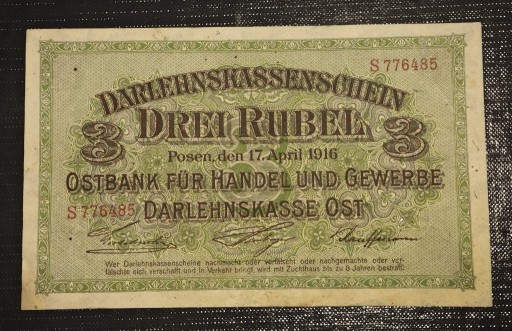 S 776485
DARLEHNSKASSENSCHEIN
3 DREI RUBEL 3
Posen, den 17. April 1916
OSTBANK FÜR HANDEL UND GEWERBE
S 776485 DARLEHNSKASSE OST
Wer Darlehnskassenscheine nachmacht oder verfälscht oder nachgemachte oder ver-
fälschte sich verschafft und in Verkehr bringt, wird mit Zuchthaus bis zu 8 Jahren bestraft.